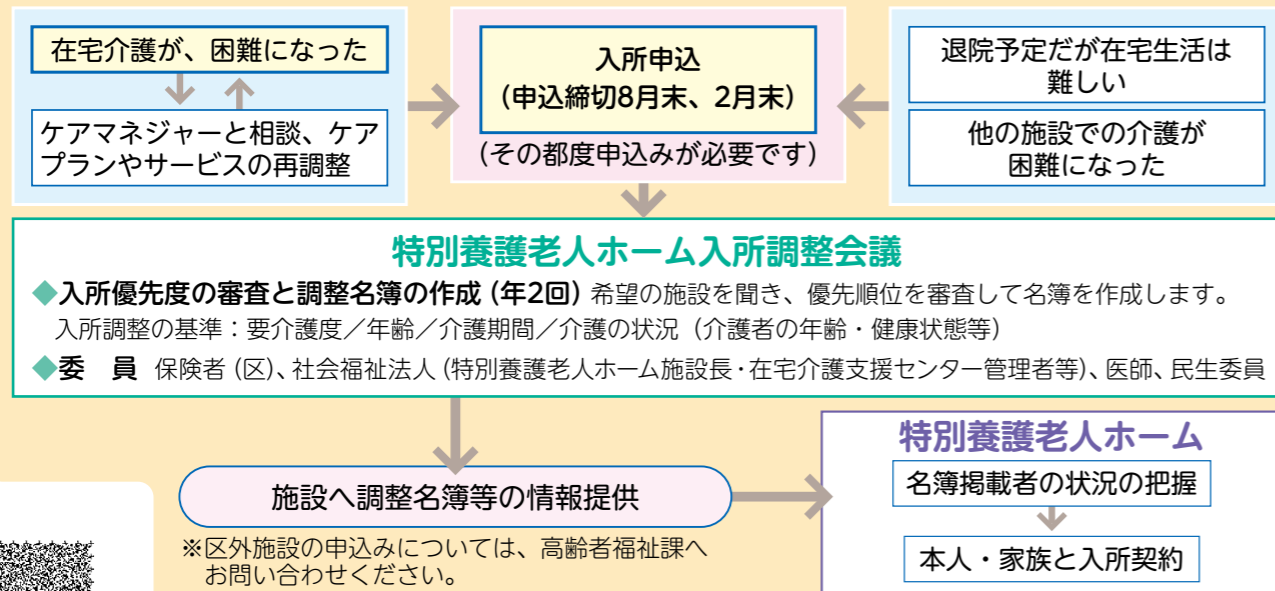 在宅介護が、困難になった
ケアマネジャーと相談、ケア
プランやサービスの再調整
入所申込
(申込締切8月末、2月末)
(その都度申込みが必要です)
退院予定だが在宅生活は
難しい
他の施設での介護が
困難になった
特別養護老人ホーム入所調整会議
◆入所優先度の審査と調整名簿の作成(年2回) 希望の施設を聞き、優先順位を審査して名簿を作成します。
入所調整の基準:要介護度/年齢/介護期間/介護の状況(介護者の年齢・健康状態等)
◆委 員 保険者(区)、社会福祉法人(特別養護老人ホーム施設長・在宅介護支援センター管理者等)、医師、民生委員
施設へ調整名簿等の情報提供
※区外施設の申込みについては、高齢者福祉課へ
お問い合わせください。
特別養護老人ホーム
名簿掲載者の状況の把握
本人・家族と入所契約